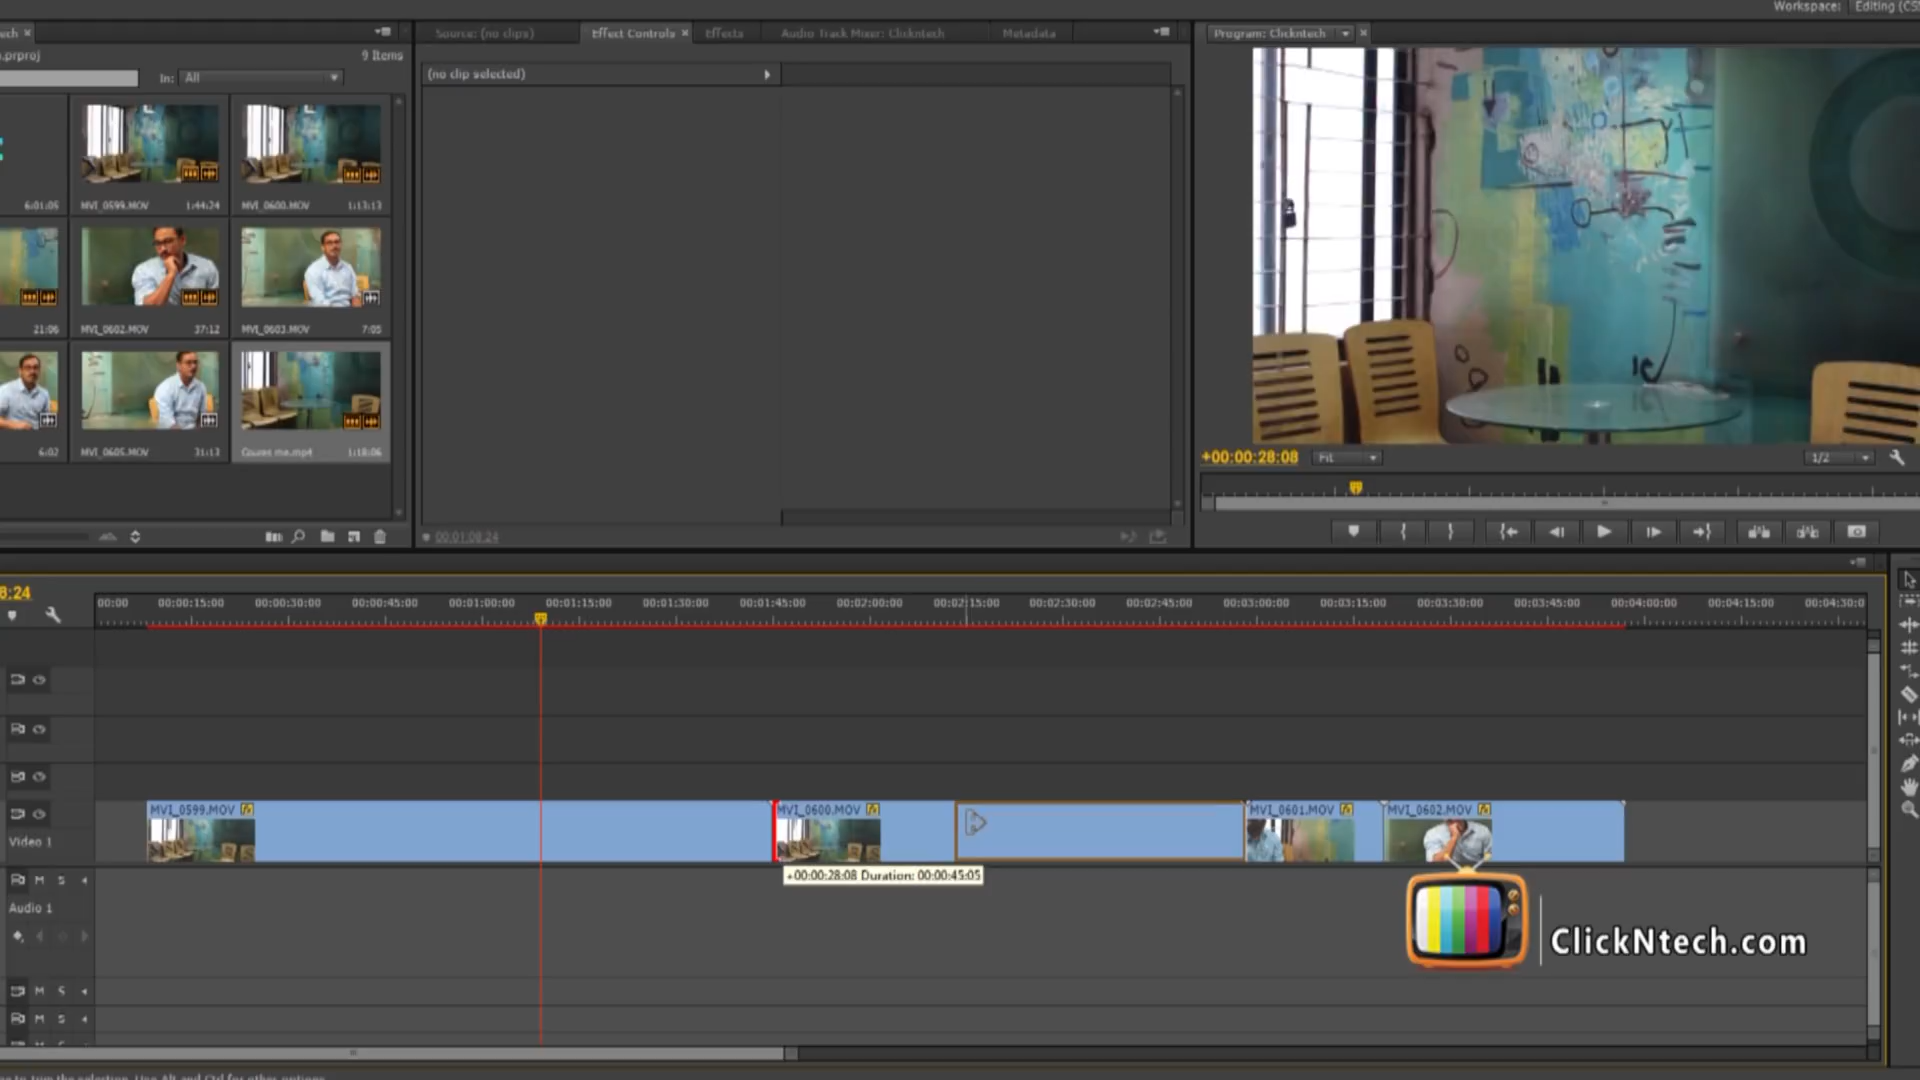 Workspace: Editing (CS5
ech ×
Source: (no clips)
Effect Controls ×
Effects
Audio Track Mixer: Clickntech
Metadata
Program: Clickntech ×
.prproj
9 Items
In: All
(no clip selected)
6:01:05
MVI_0599.MOV 1:44:24
MVI_0600.MOV 1:13:13
21:06
MVI_0602.MOV 37:12
MVI_0603.MOV 7:05
6:02
MVI_0605.MOV 31:13
Coures me.mp4 1:18:06
00:01:08:24
+00:00:28:08
Fit
1/2
8:24
00:00 00:00:15:00 00:00:30:00 00:00:45:00 00:01:00:00 00:01:15:00 00:01:30:00 00:01:45:00 00:02:00:00 00:02:15:00 00:02:30:00 00:02:45:00 00:03:00:00 00:03:15:00 00:03:30:00 00:03:45:00 00:04:00:00 00:04:15:00 00:04:30:0
MVI_0599.MOV fx
MVI_0600.MOV fx
MVI_0601.MOV fx
MVI_0602.MOV fx
Video 1
+00:00:28:08 Duration: 00:00:45:05
M S
Audio 1
ClickNtech.com
M S
M S